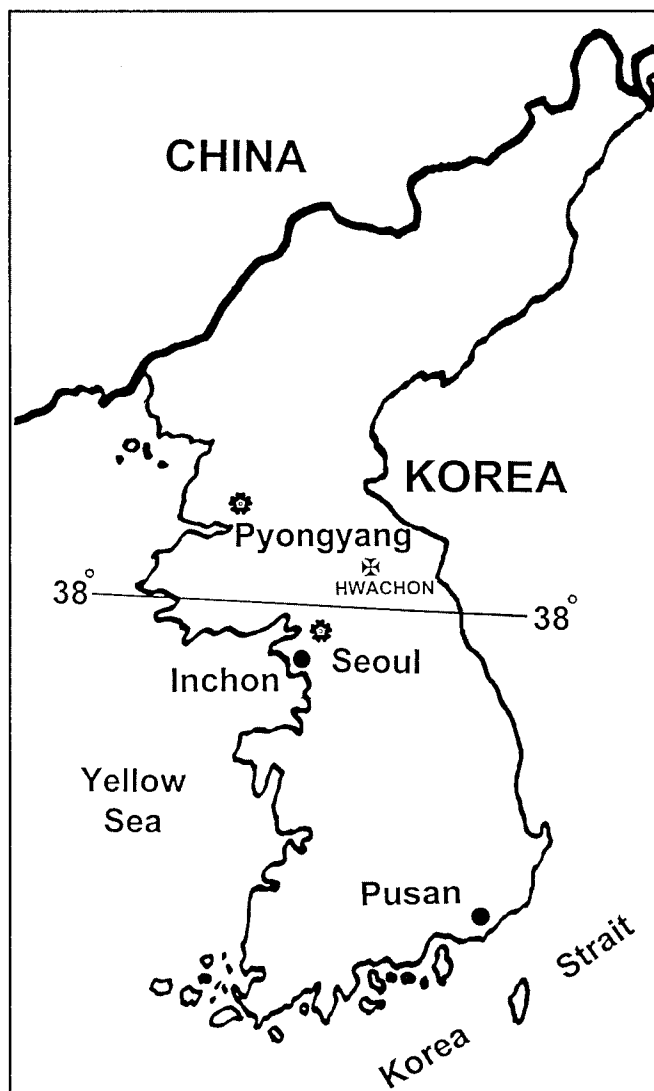 CHINA
KOREA
Pyongyang
HWACHON
38°
38°
Seoul
Inchon
Yellow
Sea
Pusan
Korea Strait